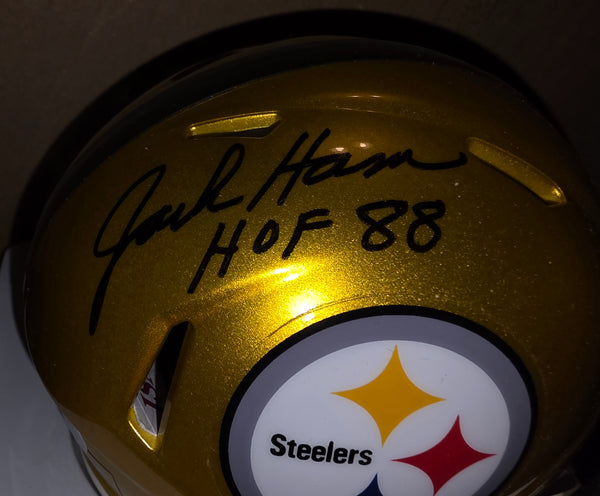 Jack Ham
HOF 88
Steelers